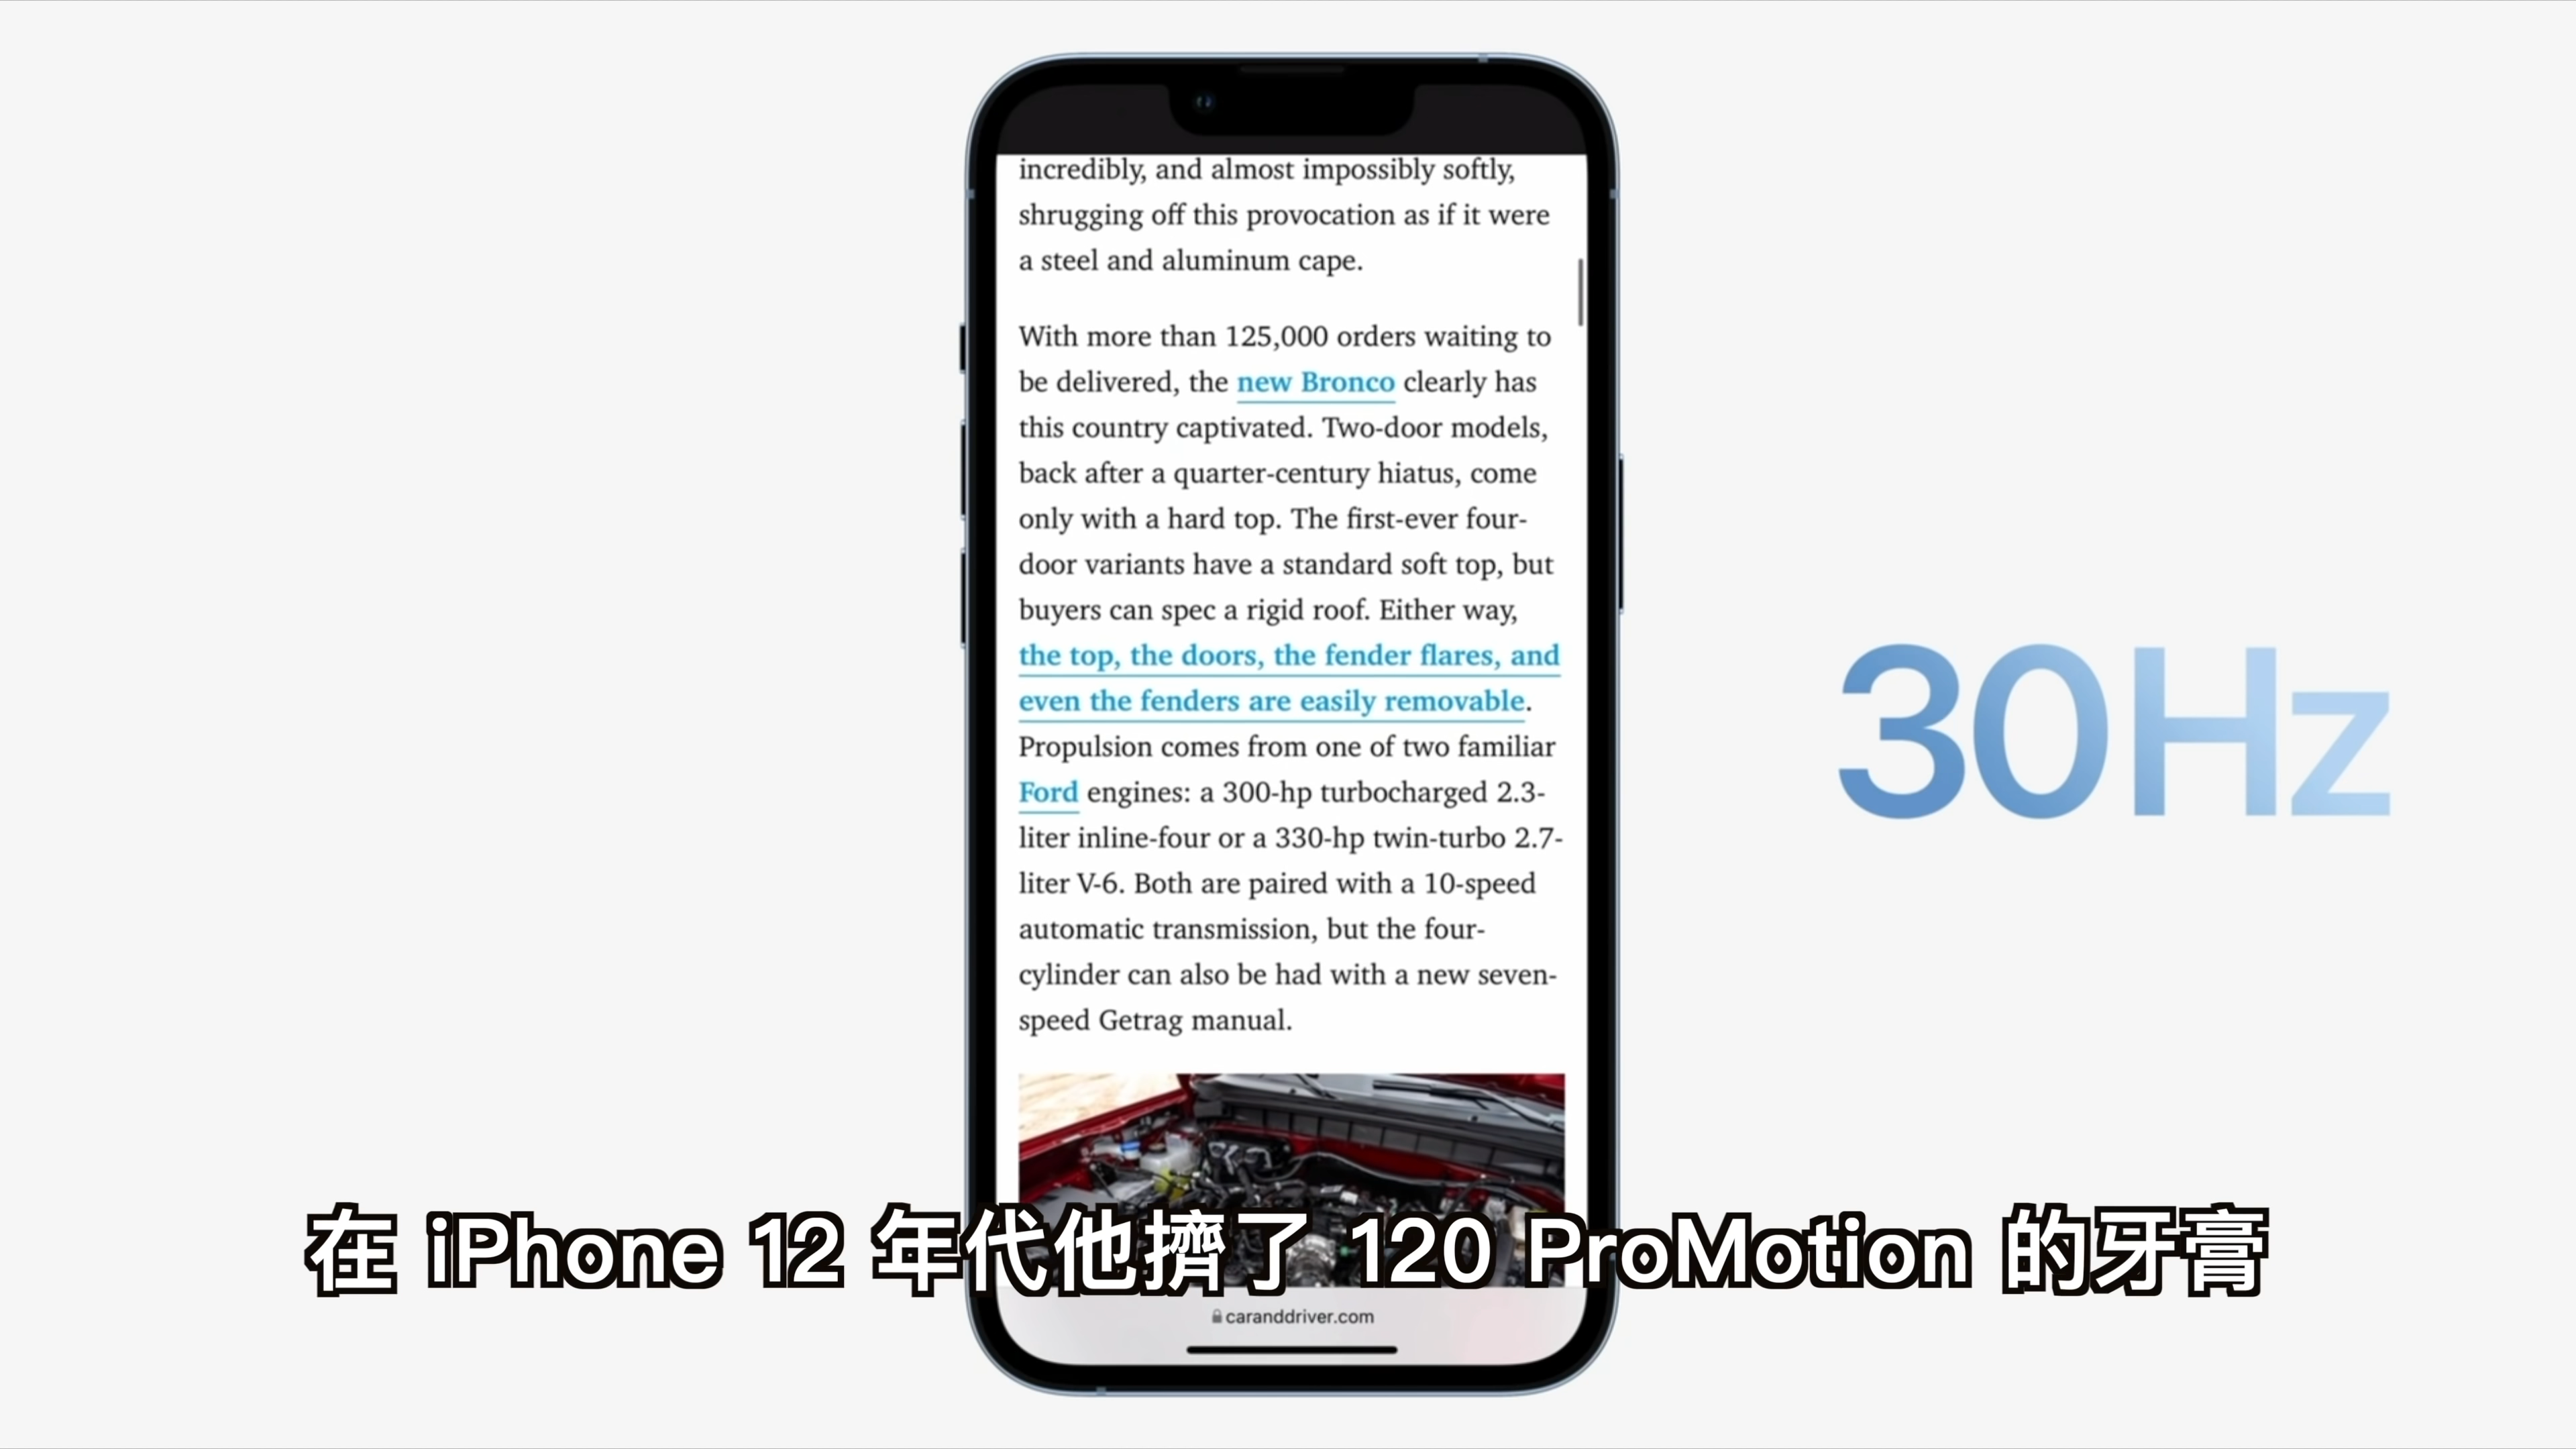 incredibly, and almost impossibly softly,
shrugging off this provocation as if it were
a steel and aluminum cape.
With more than 125,000 orders waiting to
be delivered, the new Bronco clearly has
this country captivated. Two-door models,
back after a quarter-century hiatus, come
only with a hard top. The first-ever four-
door variants have a standard soft top, but
buyers can spec a rigid roof. Either way,
the top, the doors, the fender flares, and
even the fenders are easily removable.
Propulsion comes from one of two familiar
Ford engines: a 300-hp turbocharged 2.3-
liter inline-four or a 330-hp twin-turbo 2.7-
liter V-6. Both are paired with a 10-speed
automatic transmission, but the four-
cylinder can also be had with a new seven-
speed Getrag manual.
30Hz
在 iPhone 12 年代他擠了 120 ProMotion 的牙膏
caranddriver.com